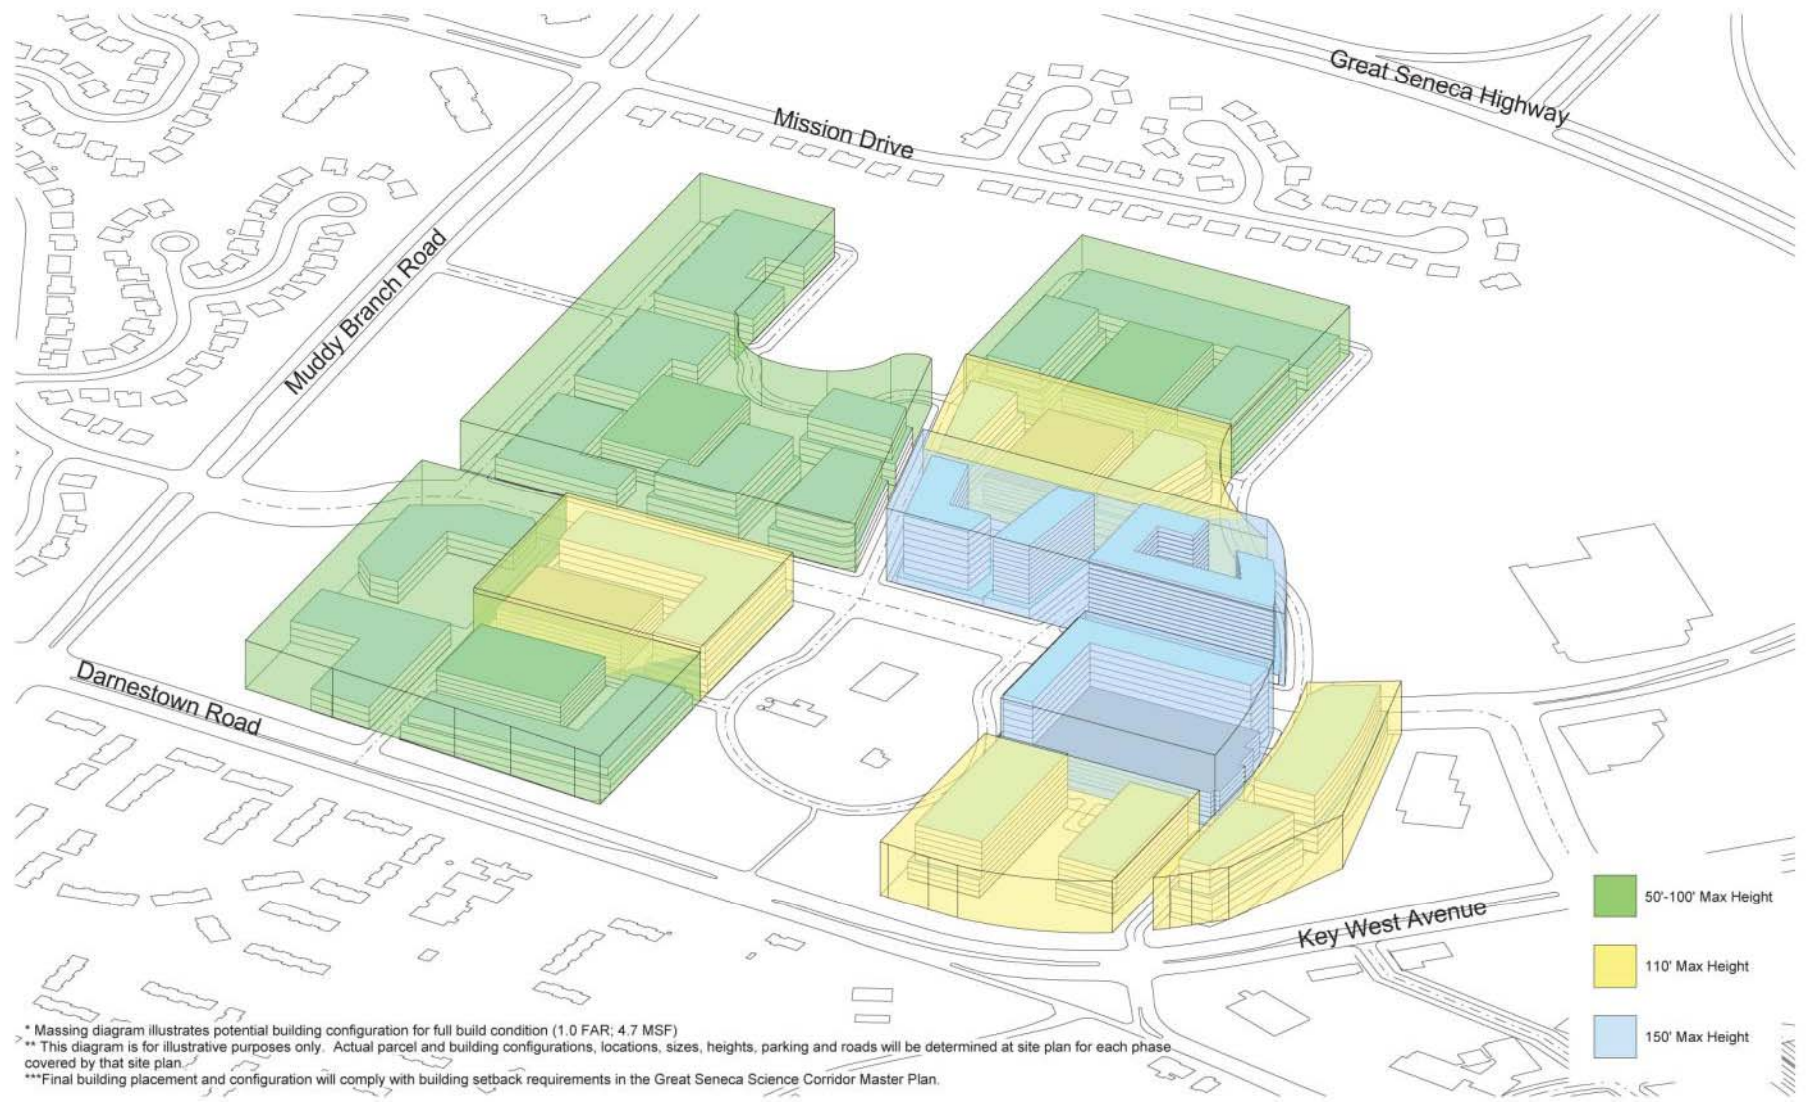 Great Seneca Highway
Mission Drive
Muddy Branch Road
Darnestown Road
50'-100' Max Height
Key West Avenue
110' Max Height
150' Max Height
* Massing diagram illustrates potential building configuration for full build condition (1.0 FAR; 4.7 MSF)
** This diagram is for illustrative purposes only. Actual parcel and building configurations, locations, sizes, heights, parking and roads will be determined at site plan for each phase
covered by that site plan.
***Final building placement and configuration will comply with building setback requirements in the Great Seneca Science Corridor Master Plan.